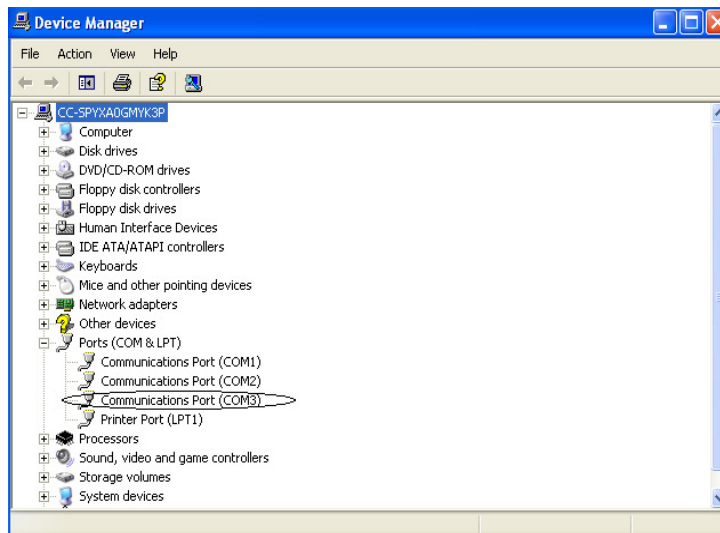 Device Manager
File Action View Help
CC-SPYXA0GMYK3P
Computer
Disk drives
DVD/CD-ROM drives
Floppy disk controllers
Floppy disk drives
Human Interface Devices
IDE ATA/ATAPI controllers
Keyboards
Mice and other pointing devices
Network adapters
Other devices
Ports (COM & LPT)
Communications Port (COM1)
Communications Port (COM2)
Communications Port (COM3)
Printer Port (LPT1)
Processors
Sound, video and game controllers
Storage volumes
System devices